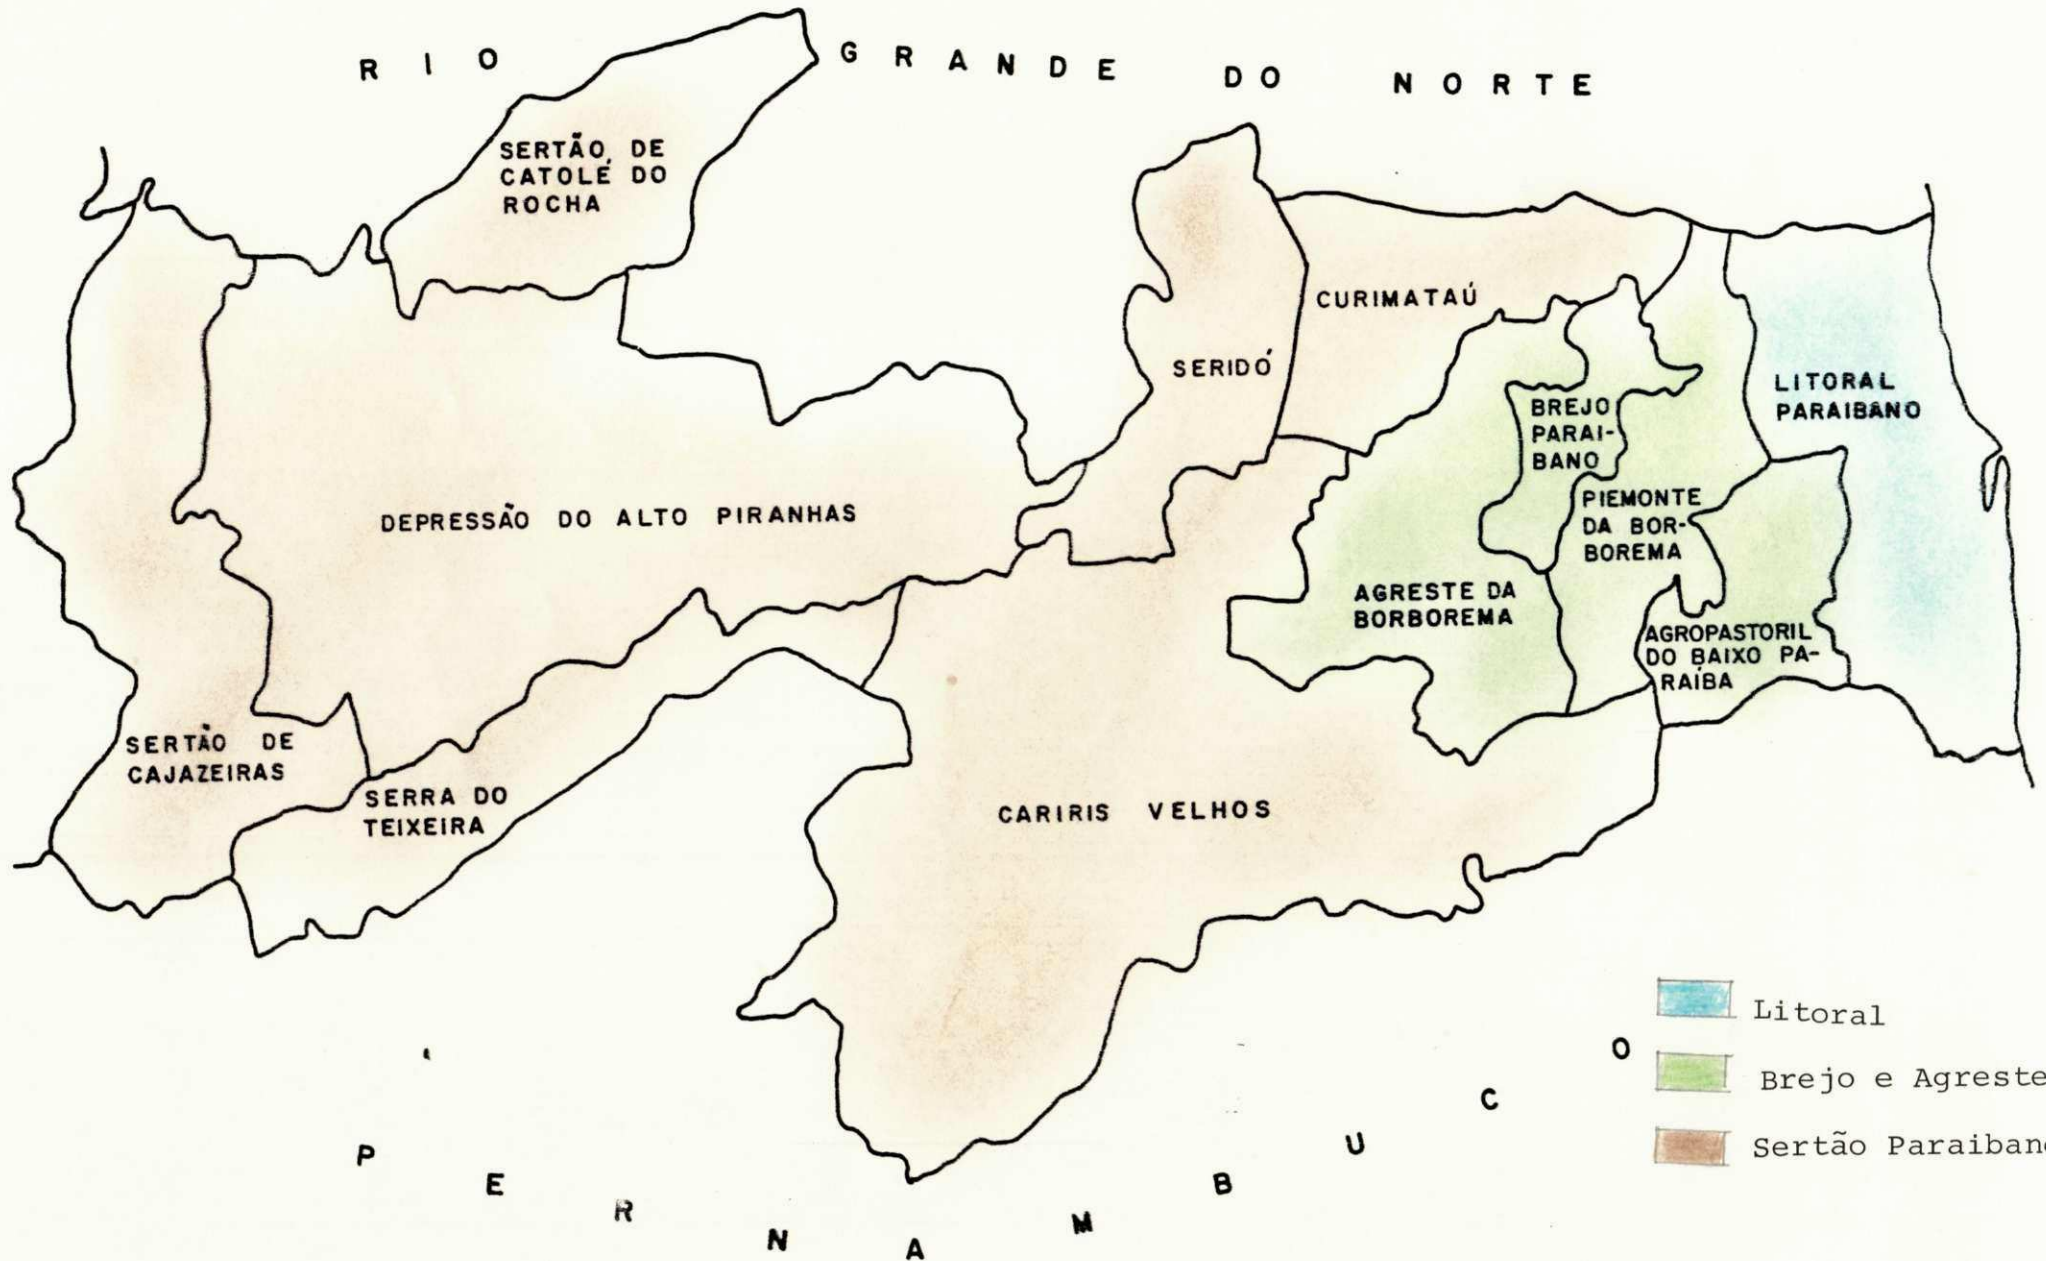 RIO GRANDE DO NORTE
SERTÃO DE
CATOLÉ DO
ROCHA
CURIMATAÚ
SERIDÓ
LITORAL
PARAIBANO
BREJO
PARAI-
BANO
DEPRESSÃO DO ALTO PIRANHAS
PIEMONTE
DA BOR-
BOREMA
AGRESTE DA
BORBOREMA
AGROPASTORIL
DO BAIXO PA-
RAÍBA
SERTÃO DE
CAJAZEIRAS
SERRA DO
TEIXEIRA
CARIRIS VELHOS
PERNAMBUCO
Litoral
Brejo e Agreste
Sertão Paraiban